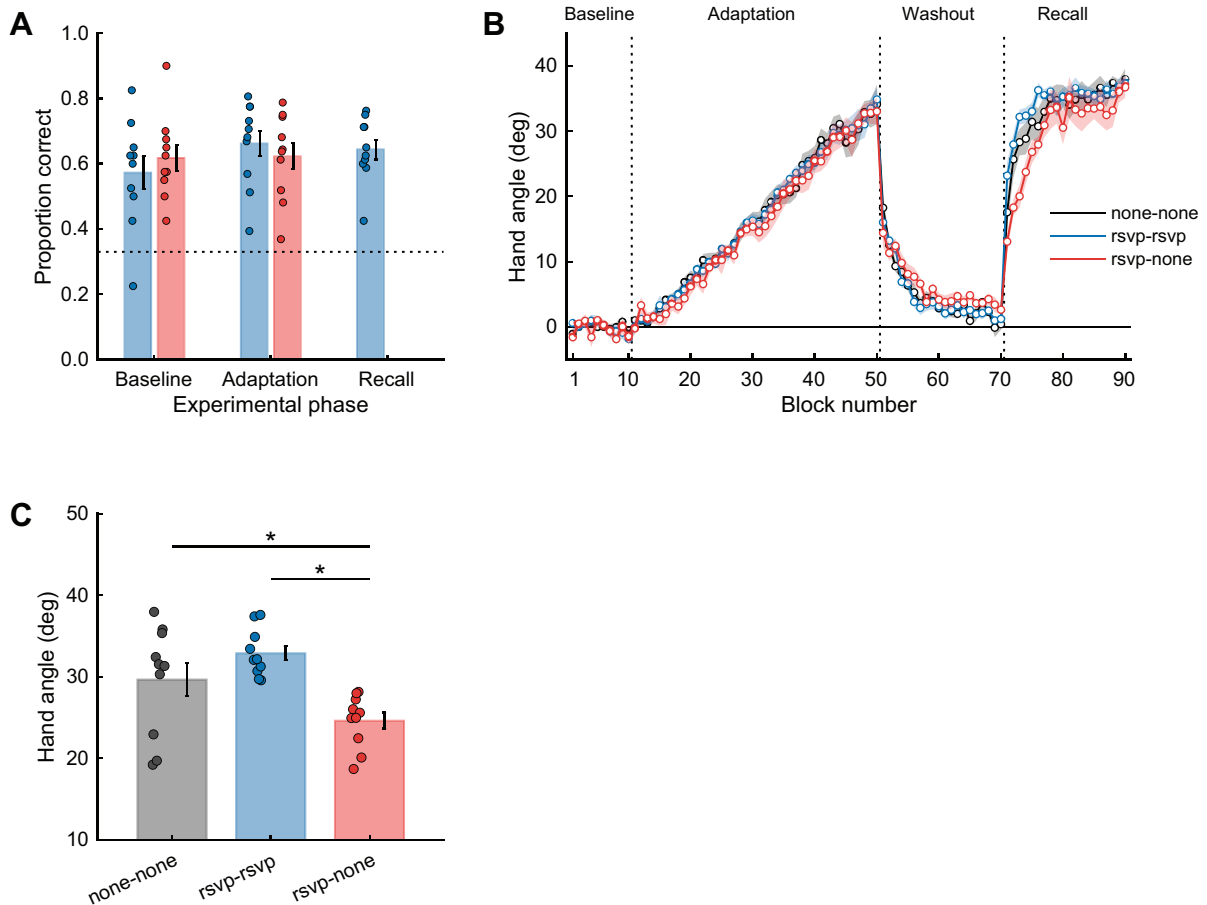 A
1.0
0.8
0.6
0.4
0.2
0.0
Proportion correct
Baseline
Adaptation
Recall
Experimental phase
B
Baseline
Adaptation
Washout
Recall
40
30
20
10
0
Hand angle (deg)
1
10
20
30
40
50
60
70
80
90
Block number
none-none
rsvp-rsvp
rsvp-none
C
50
40
30
20
10
Hand angle (deg)
*
*
none-none
rsvp-rsvp
rsvp-none